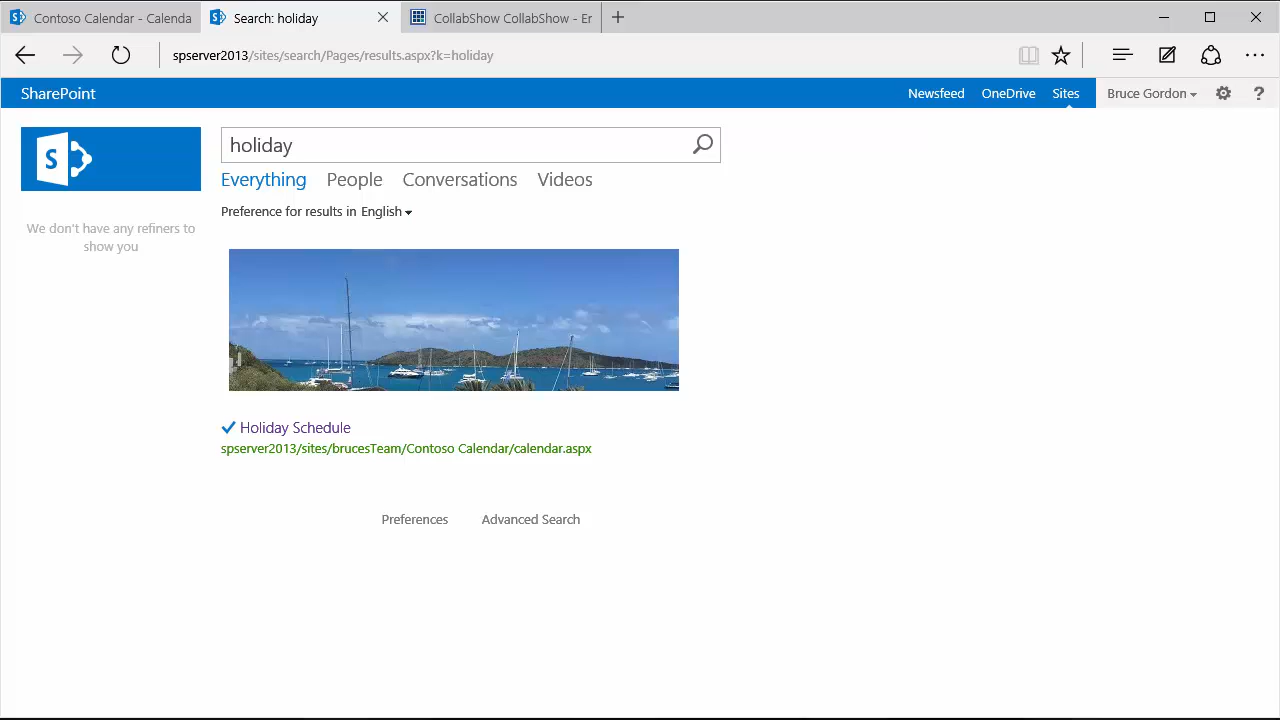 Contoso Calendar - Calenda
Search: holiday
CollabShow CollabShow - Er
spserver2013/sites/search/Pages/results.aspx?k=holiday
SharePoint
Newsfeed
OneDrive
Sites
Bruce Gordon
?
S
holiday
Everything
People
Conversations
Videos
Preference for results in English
We don't have any refiners to
show you
Holiday Schedule
spserver2013/sites/brucesTeam/Contoso Calendar/calendar.aspx
Preferences
Advanced Search